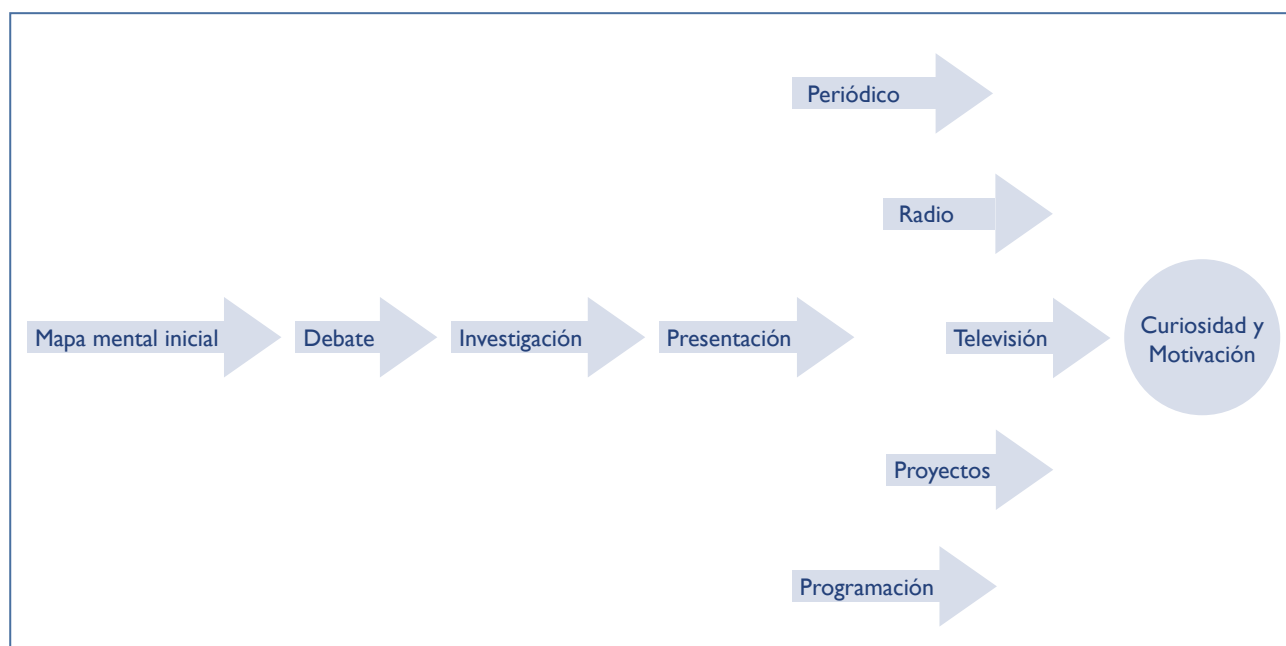 Periódico
Radio
Mapa mental inicial
Debate
Investigación
Presentación
Televisión
Curiosidad y
Motivación
Proyectos
Programación